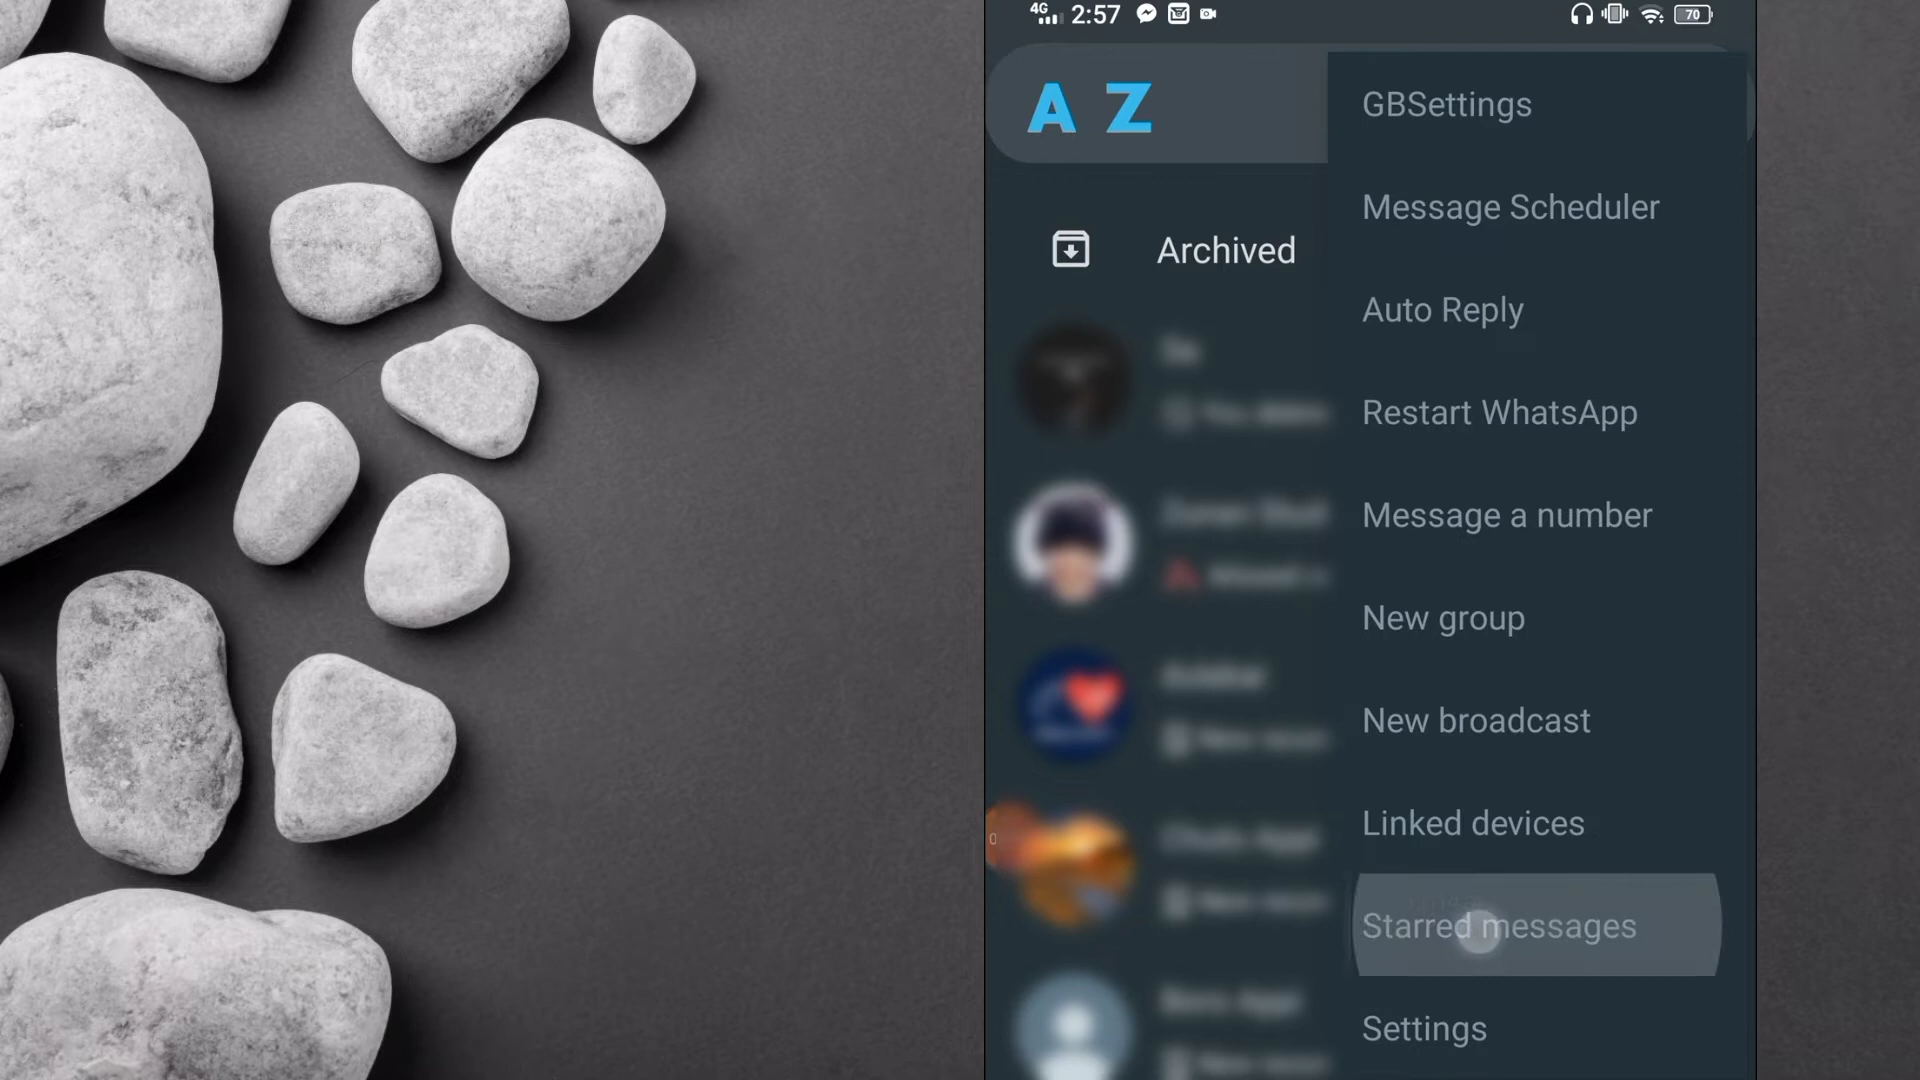 4G 2:57
70
A Z
GBSettings
Message Scheduler
Archived
Auto Reply
Restart WhatsApp
Message a number
New group
New broadcast
Linked devices
Starred messages
Settings